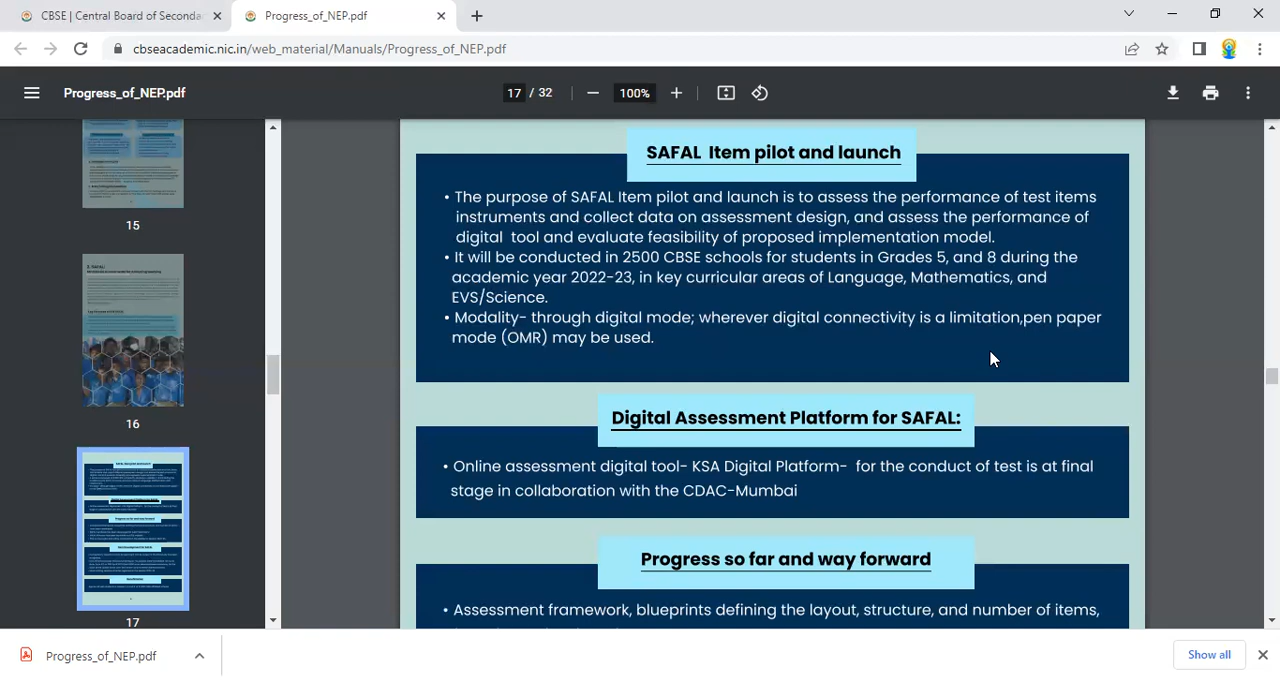 CBSE | Central Board of Seconda
Progress_of_NEP.pdf
cbseacademic.nic.in/web_material/Manuals/Progress_of_NEP.pdf
Progress_of_NEP.pdf
17 / 32
100%
15
16
17
SAFAL Item pilot and launch
• The purpose of SAFAL Item pilot and launch is to assess the performance of test items
instruments and collect data on assessment design, and assess the performance of
digital tool and evaluate feasibility of proposed implementation model.
• It will be conducted in 2500 CBSE schools for students in Grades 5, and 8 during the
academic year 2022-23, in key curricular areas of Language, Mathematics, and
EVS/Science.
• Modality- through digital mode; wherever digital connectivity is a limitation,pen paper
mode (OMR) may be used.
Digital Assessment Platform for SAFAL:
• Online assessment digital tool- KSA Digital Platform- for the conduct of test is at final
stage in collaboration with the CDAC-Mumbai
Progress so far and way forward
• Assessment framework, blueprints defining the layout, structure, and number of items,
Progress_of_NEP.pdf
Show all